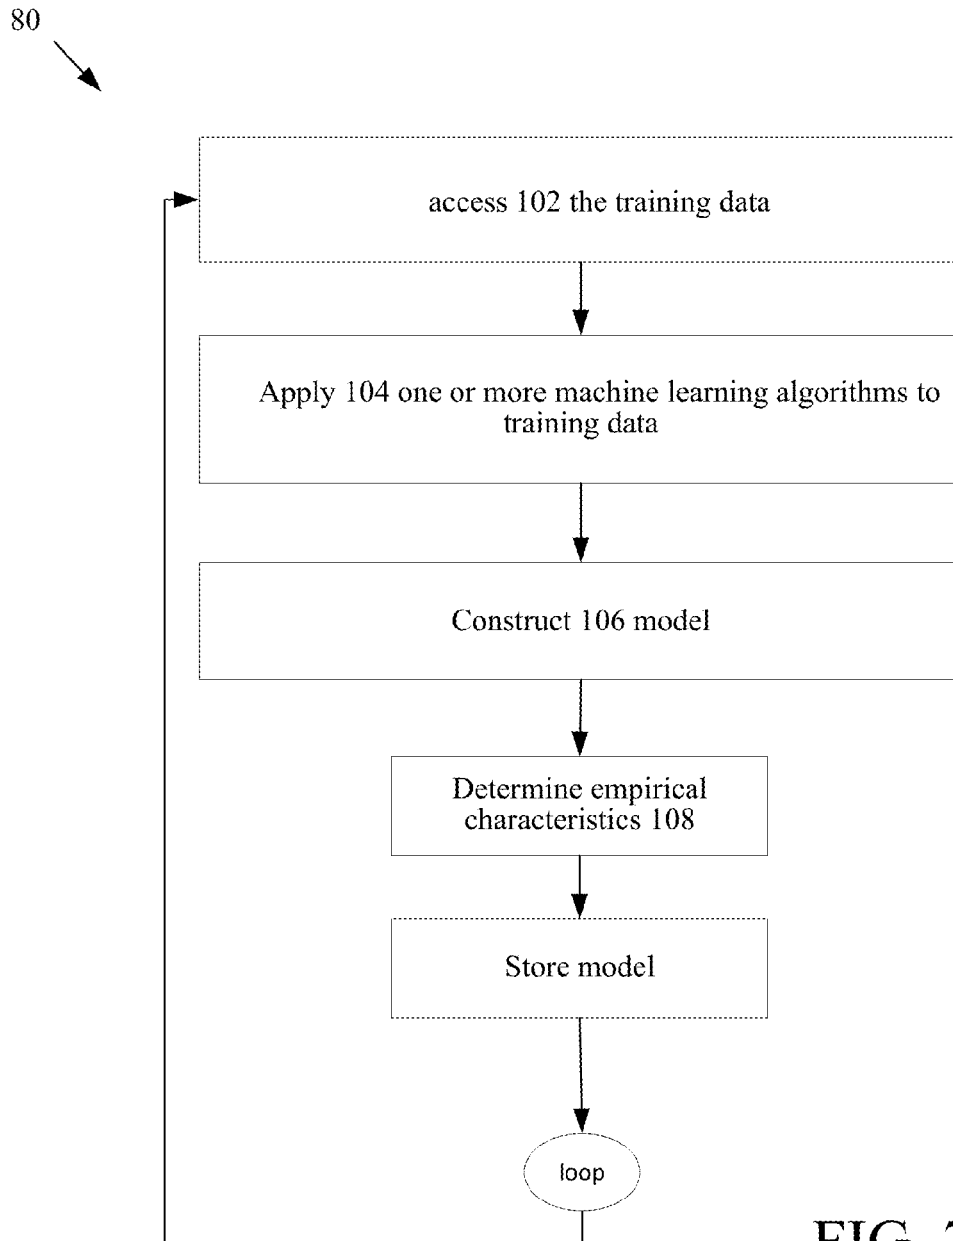 80
access 102 the training data
Apply 104 one or more machine learning algorithms to
training data
Construct 106 model
Determine empirical
characteristics 108
Store model
loop
FIG.